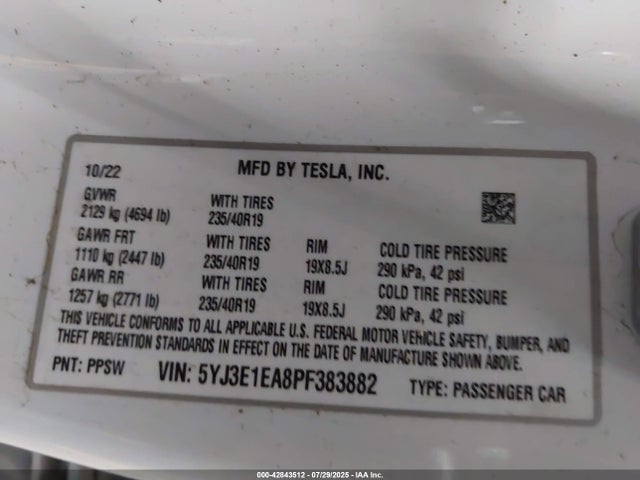 10/22 MFD BY TESLA, INC.
GVWR WITH TIRES
2129 kg (4694 lb) 235/40R19
GAWR FRT WITH TIRES RIM COLD TIRE PRESSURE
1110 kg (2447 lb) 235/40R19 19X8.5J 290 kPa, 42 psi
GAWR RR WITH TIRES RIM COLD TIRE PRESSURE
1257 kg (2771 lb) 235/40R19 19X8.5J 290 kPa, 42 psi
THIS VEHICLE CONFORMS TO ALL APPLICABLE U.S. FEDERAL MOTOR VEHICLE SAFETY, BUMPER, AND
THEFT PREVENTION STANDARDS IN EFFECT ON THE DATE OF MANUFACTURE SHOWN ABOVE.
PNT: PPSW VIN: 5YJ3E1EA8PF383882 TYPE: PASSENGER CAR
000-42843512 - 07/29/2025 - IAA Inc.